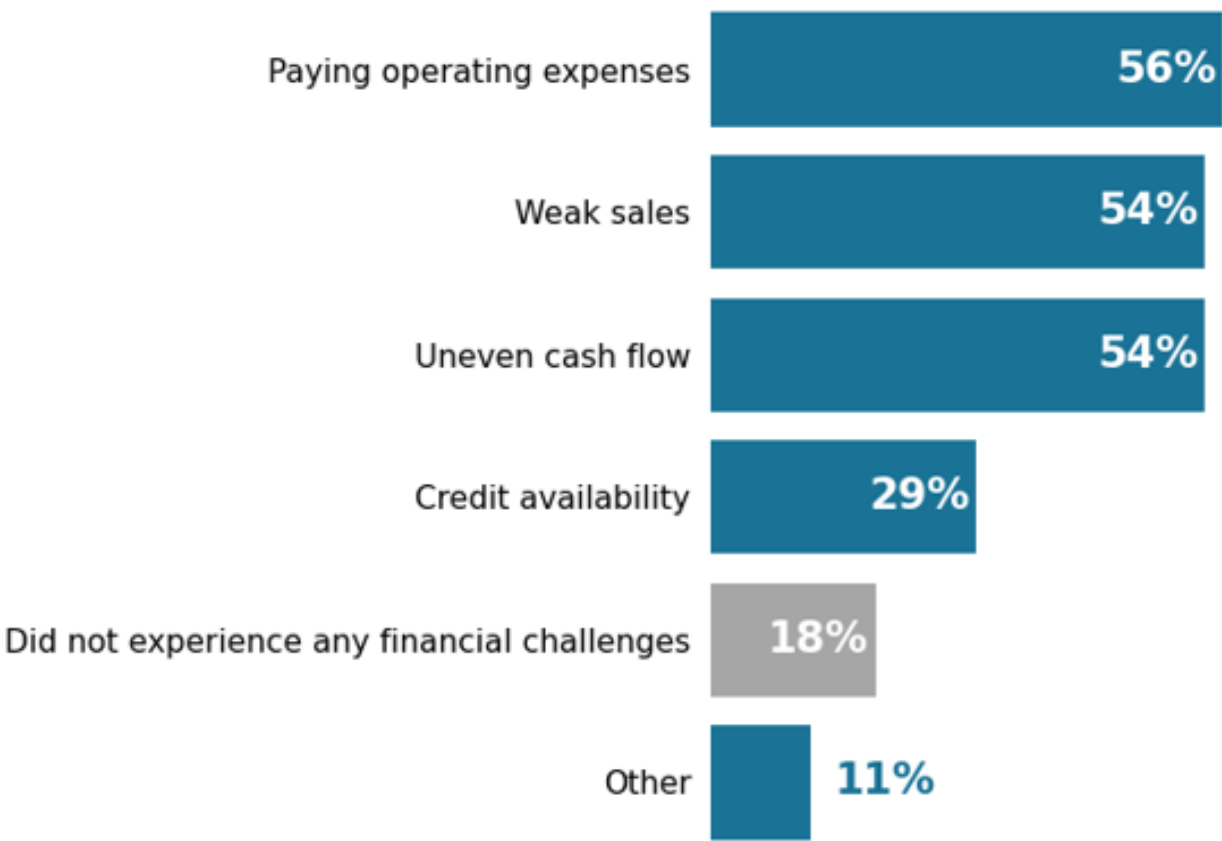 Paying operating expenses 56%
Weak sales 54%
Uneven cash flow 54%
Credit availability 29%
Did not experience any financial challenges 18%
Other 11%